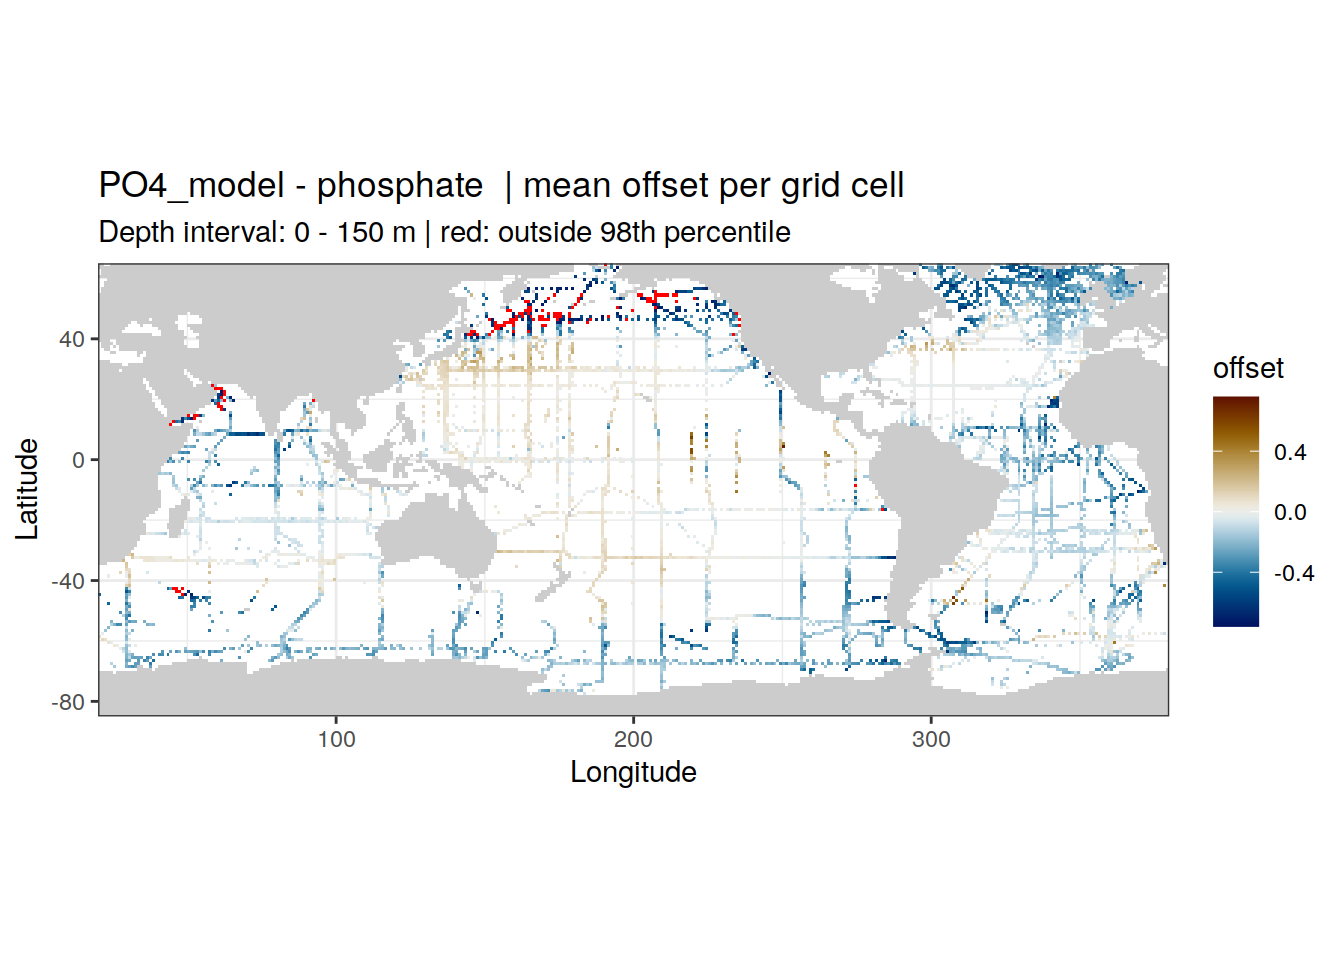 PO4_model - phosphate  | mean offset per grid cell
Depth interval: 0 - 150 m | red: outside 98th percentile
offset
40
0
-40
-80
0.4
0.0
-0.4
Latitude
100
200
300
Longitude